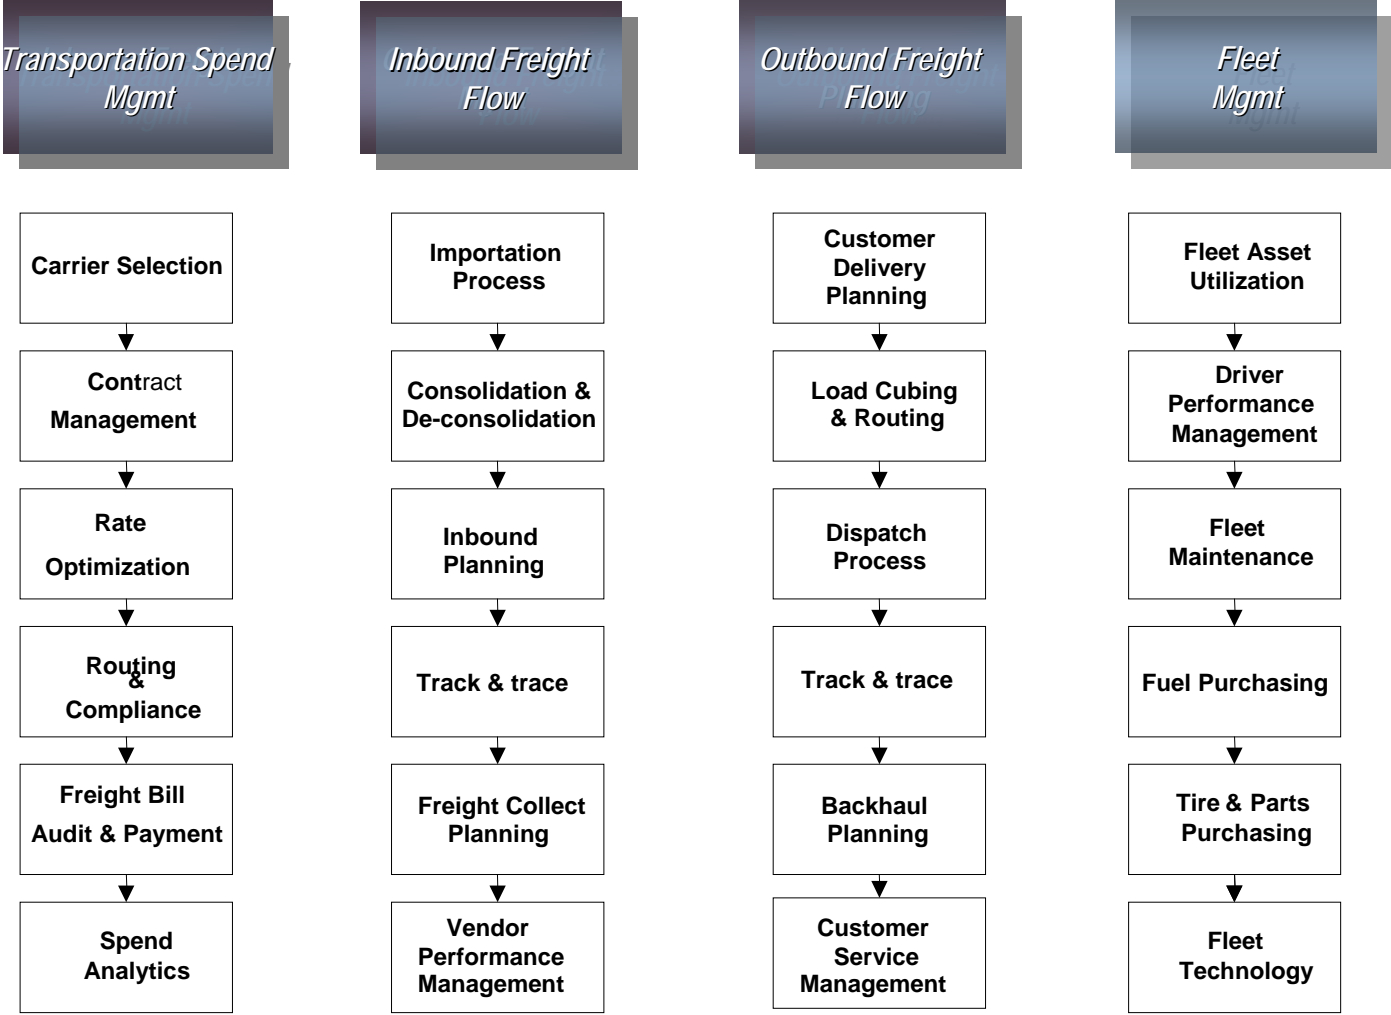 Transportation Spend
Mgmt
Inbound Freight
Flow
Outbound Freight
Flow
Fleet
Mgmt
Carrier Selection
Contract
Management
Rate
Optimization
Routing
&
Compliance
Freight Bill
Audit & Payment
Spend
Analytics
Importation
Process
Consolidation &
De-consolidation
Inbound
Planning
Track & trace
Freight Collect
Planning
Vendor
Performance
Management
Customer
Delivery
Planning
Load Cubing
& Routing
Dispatch
Process
Track & trace
Backhaul
Planning
Customer
Service
Management
Fleet Asset
Utilization
Driver
Performance
Management
Fleet
Maintenance
Fuel Purchasing
Tire & Parts
Purchasing
Fleet
Technology